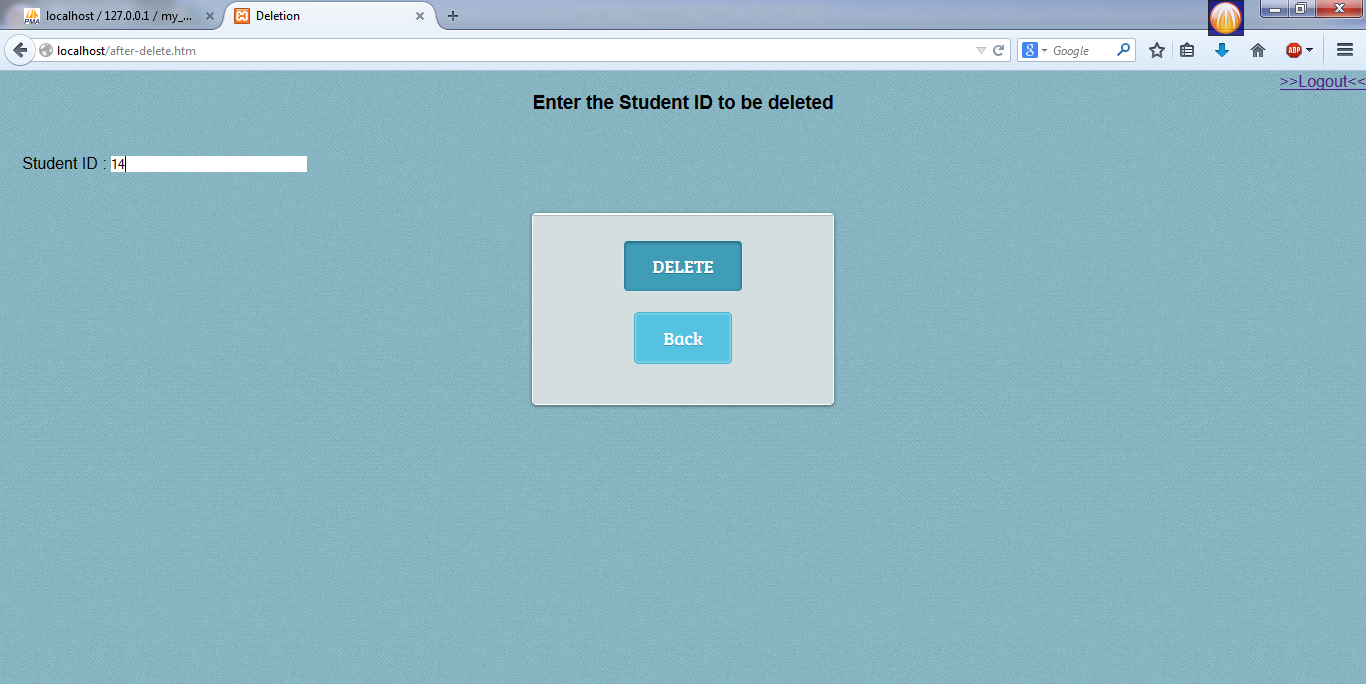 localhost / 127.0.0.1 / my_...
Deletion
localhost/after-delete.htm
Google
>>Logout<<
Enter the Student ID to be deleted
Student ID : 14
DELETE
Back